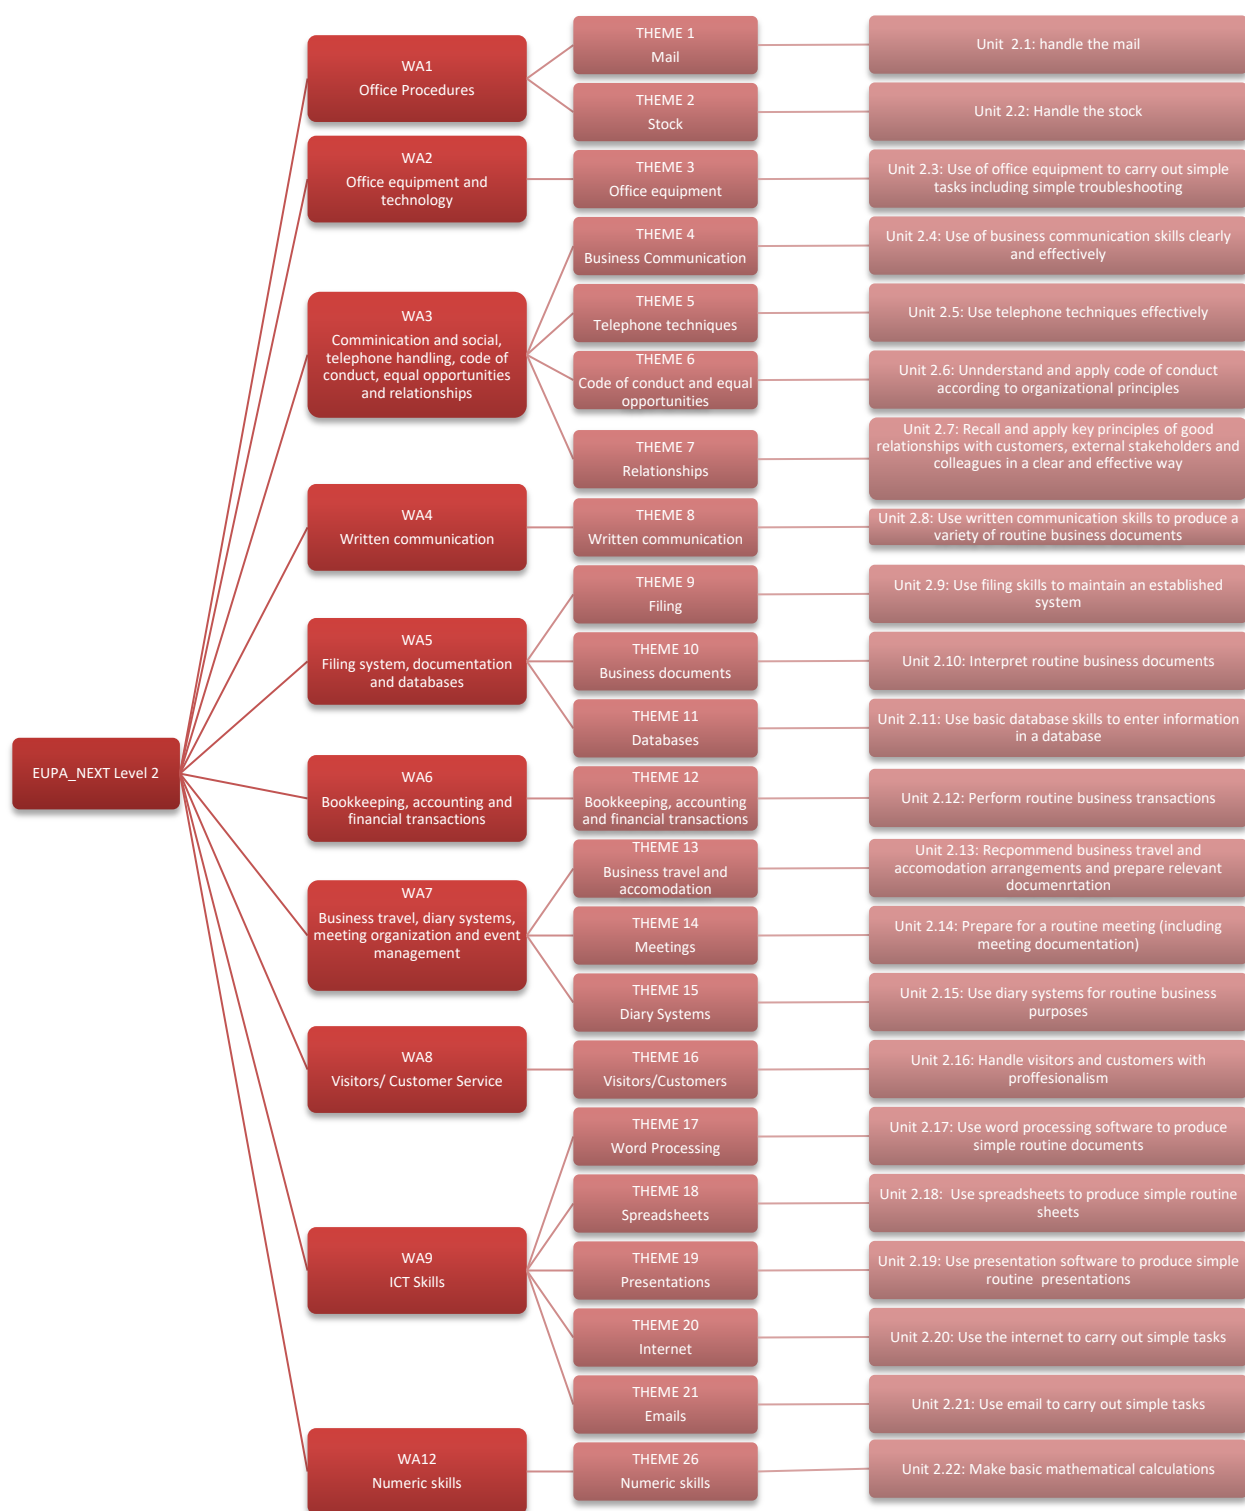 EUPA_NEXT Level 2
WA1
Office Procedures
THEME 1
Mail
Unit  2.1: handle the mail
THEME 2
Stock
Unit 2.2: Handle the stock
WA2
Office equipment and
technology
THEME 3
Office equipment
Unit 2.3: Use of office equipment to carry out simple
tasks including simple troubleshooting
WA3
Comminication and social,
telephone handling, code of
conduct, equal opportunities
and relationships
THEME 4
Business Communication
Unit 2.4: Use of business communication skills clearly
and effectively
THEME 5
Telephone techniques
Unit 2.5: Use telephone techniques effectively
THEME 6
Code of conduct and equal
opportunities
Unit 2.6: Unnderstand and apply code of conduct
according to organizational principles
THEME 7
Relationships
Unit 2.7: Recall and apply key principles of good
relationships with customers, external stakeholders and
colleagues in a clear and effective way
WA4
Written communication
THEME 8
Written communication
Unit 2.8: Use written communication skills to produce a
variety of routine business documents
WA5
Filing system, documentation
and databases
THEME 9
Filing
Unit 2.9: Use filing skills to maintain an established
system
THEME 10
Business documents
Unit 2.10: Interpret routine business documents
THEME 11
Databases
Unit 2.11: Use basic database skills to enter information
in a database
WA6
Bookkeeping, accounting and
financial transactions
THEME 12
Bookkeeping, accounting
and financial transactions
Unit 2.12: Perform routine business transactions
WA7
Business travel, diary systems,
meeting organization and event
management
THEME 13
Business travel and
accomodation
Unit 2.13: Recpommend business travel and
accomodation arrangements and prepare relevant
documenrtation
THEME 14
Meetings
Unit 2.14: Prepare for a routine meeting (including
meeting documentation)
THEME 15
Diary Systems
Unit 2.15: Use diary systems for routine business
purposes
WA8
Visitors/ Customer Service
THEME 16
Visitors/Customers
Unit 2.16: Handle visitors and customers with
proffesionalism
WA9
ICT Skills
THEME 17
Word Processing
Unit 2.17: Use word processing software to produce
simple routine documents
THEME 18
Spreadsheets
Unit 2.18:  Use spreadsheets to produce simple routine
sheets
THEME 19
Presentations
Unit 2.19: Use presentation software to produce simple
routine  presentations
THEME 20
Internet
Unit 2.20: Use the internet to carry out simple tasks
THEME 21
Emails
Unit 2.21: Use email to carry out simple tasks
WA12
Numeric skills
THEME 26
Numeric skills
Unit 2.22: Make basic mathematical calculations